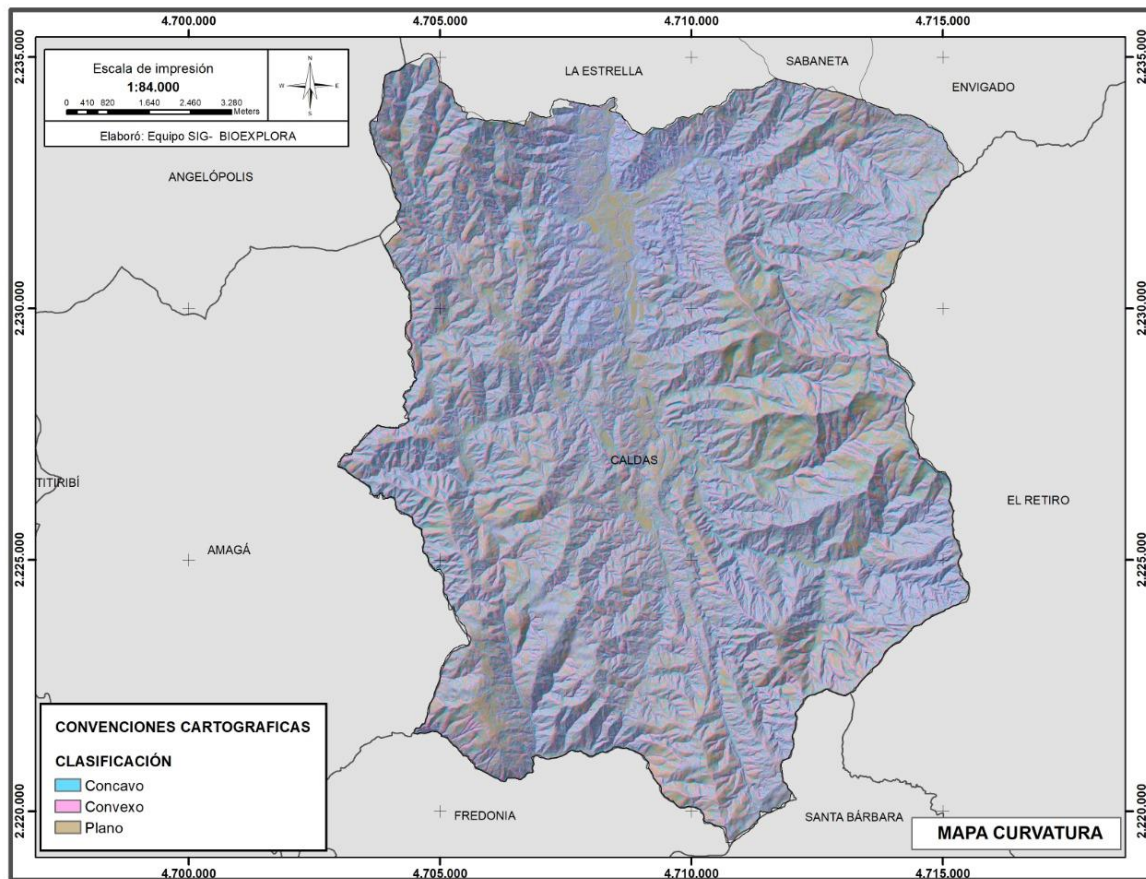 4.700.000 4.705.000 4.710.000 4.715.000
2.235.000 2.235.000
Escala de impresión
1:84.000
0 410 820 1.640 2.460 3.280
Meters
N
W E
S
Elaboró: Equipo SIG- BIOEXPLORA
LA ESTRELLA
SABANETA
ENVIGADO
ANGELÓPOLIS
2.230.000 2.230.000
CALDAS
TITIRIBÍ
EL RETIRO
AMAGÁ
2.225.000 2.225.000
CONVENCIONES CARTOGRAFICAS
CLASIFICACIÓN
Concavo
Convexo
Plano
FREDONIA
SANTA BÁRBARA
2.220.000 2.220.000
MAPA CURVATURA
4.700.000 4.705.000 4.710.000 4.715.000